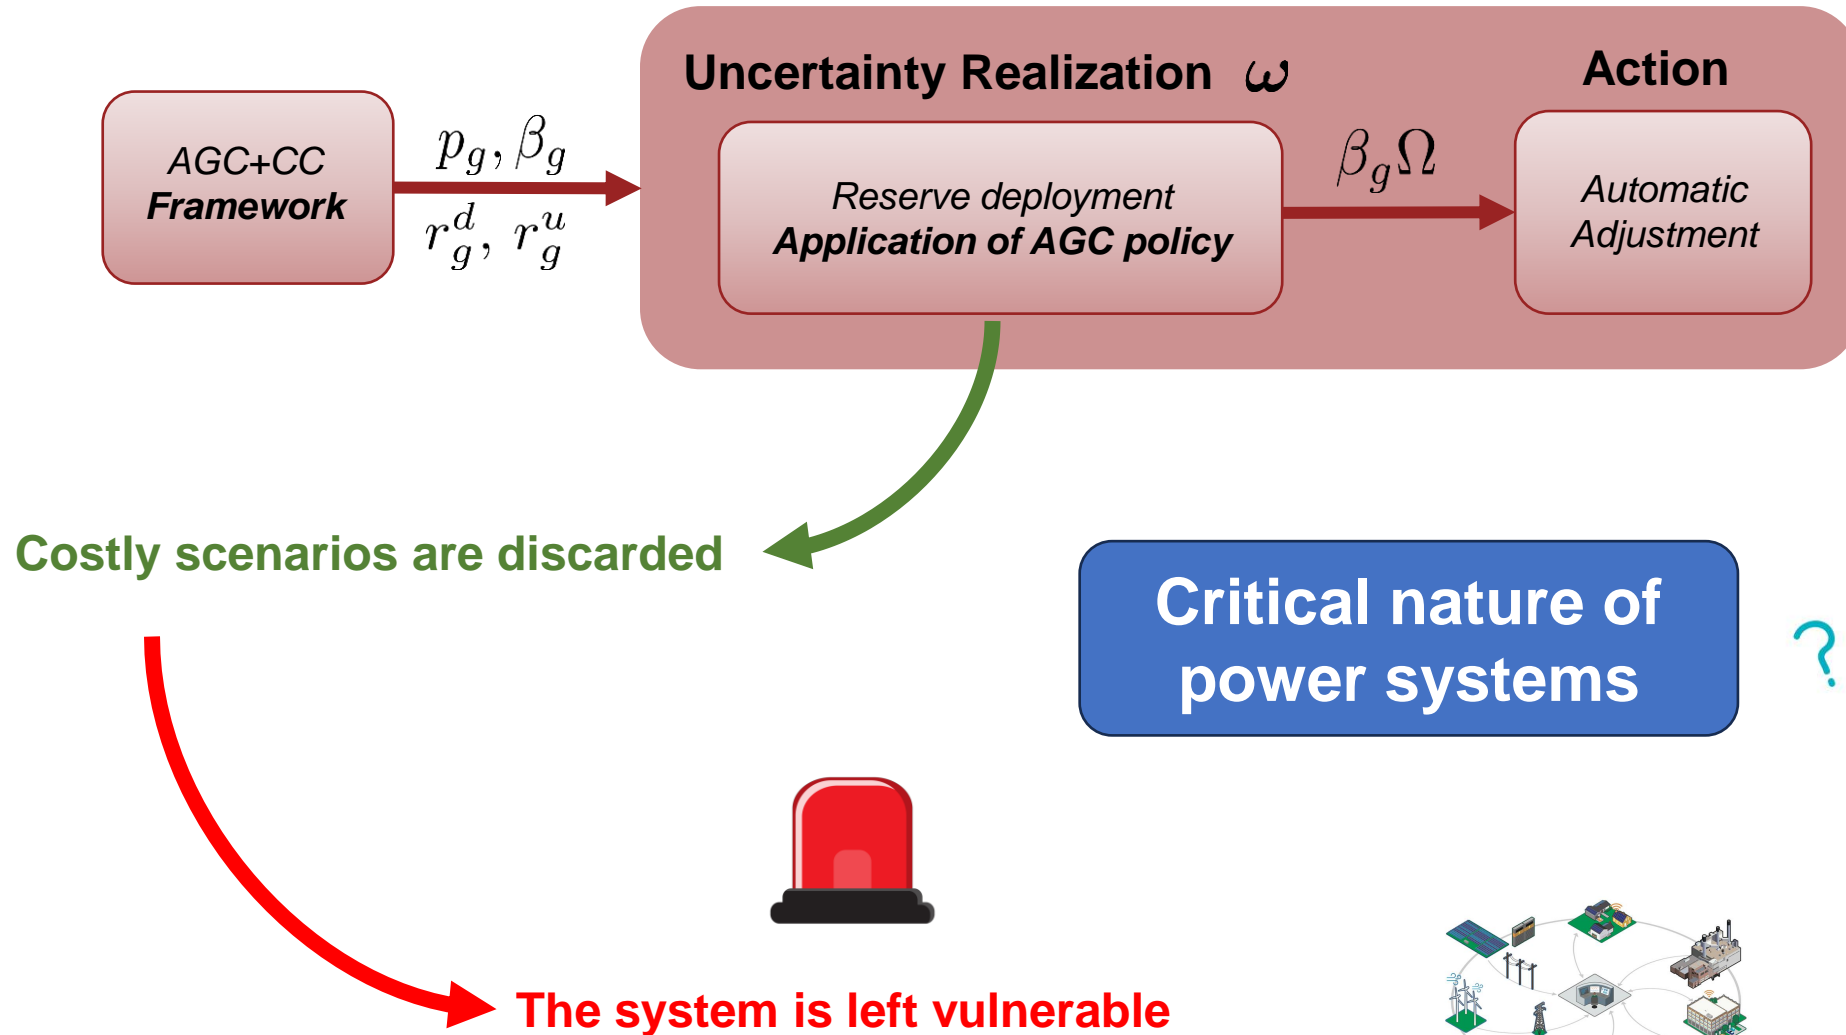 Uncertainty Realization ω
Action
AGC+CC
Framework
p_g, β_g
r_g^d, r_g^u
Reserve deployment
Application of AGC policy
β_gΩ
Automatic
Adjustment
Costly scenarios are discarded
Critical nature of
power systems
?
The system is left vulnerable